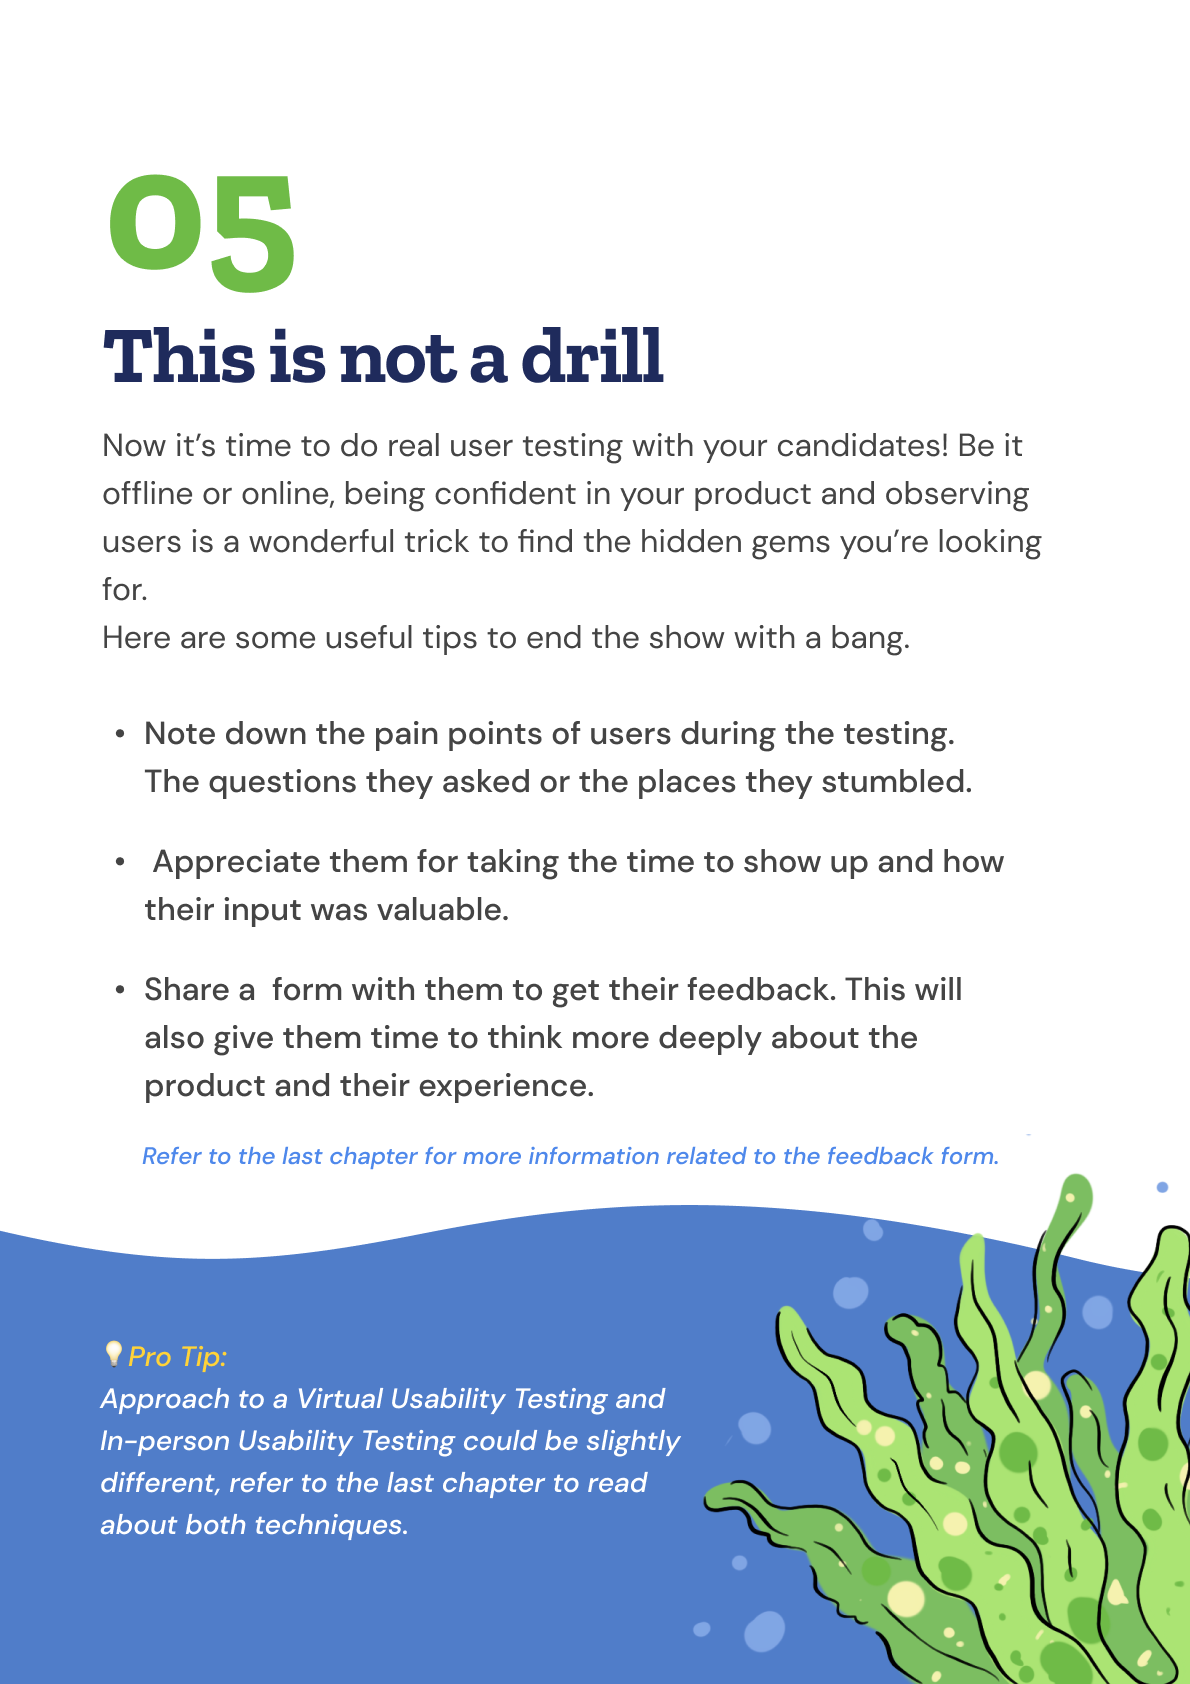 05
This is not a drill
Now it’s time to do real user testing with your candidates! Be it
offline or online, being confident in your product and observing
users is a wonderful trick to find the hidden gems you’re looking
for.
Here are some useful tips to end the show with a bang.
• Note down the pain points of users during the testing.
The questions they asked or the places they stumbled.
• Appreciate them for taking the time to show up and how
their input was valuable.
• Share a  form with them to get their feedback. This will
also give them time to think more deeply about the
product and their experience.
Refer to the last chapter for more information related to the feedback form.
💡Pro Tip:
Approach to a Virtual Usability Testing and
In-person Usability Testing could be slightly
different, refer to the last chapter to read
about both techniques.